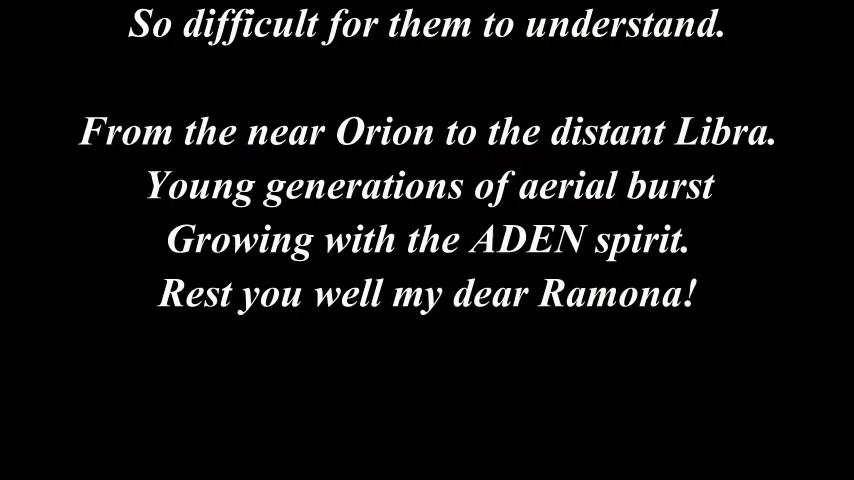 So difficult for them to understand.
From the near Orion to the distant Libra.
Young generations of aerial burst
Growing with the ADEN spirit.
Rest you well my dear Ramona!